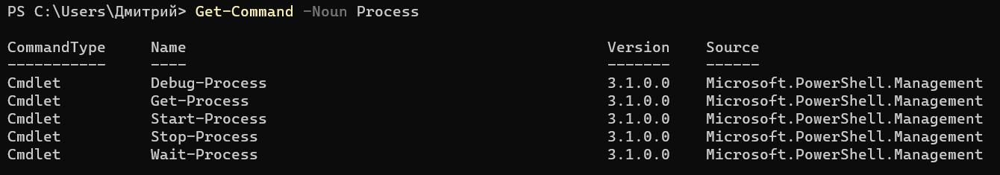 PS C:\Users\Дмитрий> Get-Command -Noun Process
CommandType     Name                                               Version    Source
-----------     ----                                               -------    ------
Cmdlet          Debug-Process                                      3.1.0.0    Microsoft.PowerShell.Management
Cmdlet          Get-Process                                        3.1.0.0    Microsoft.PowerShell.Management
Cmdlet          Start-Process                                      3.1.0.0    Microsoft.PowerShell.Management
Cmdlet          Stop-Process                                       3.1.0.0    Microsoft.PowerShell.Management
Cmdlet          Wait-Process                                       3.1.0.0    Microsoft.PowerShell.Management